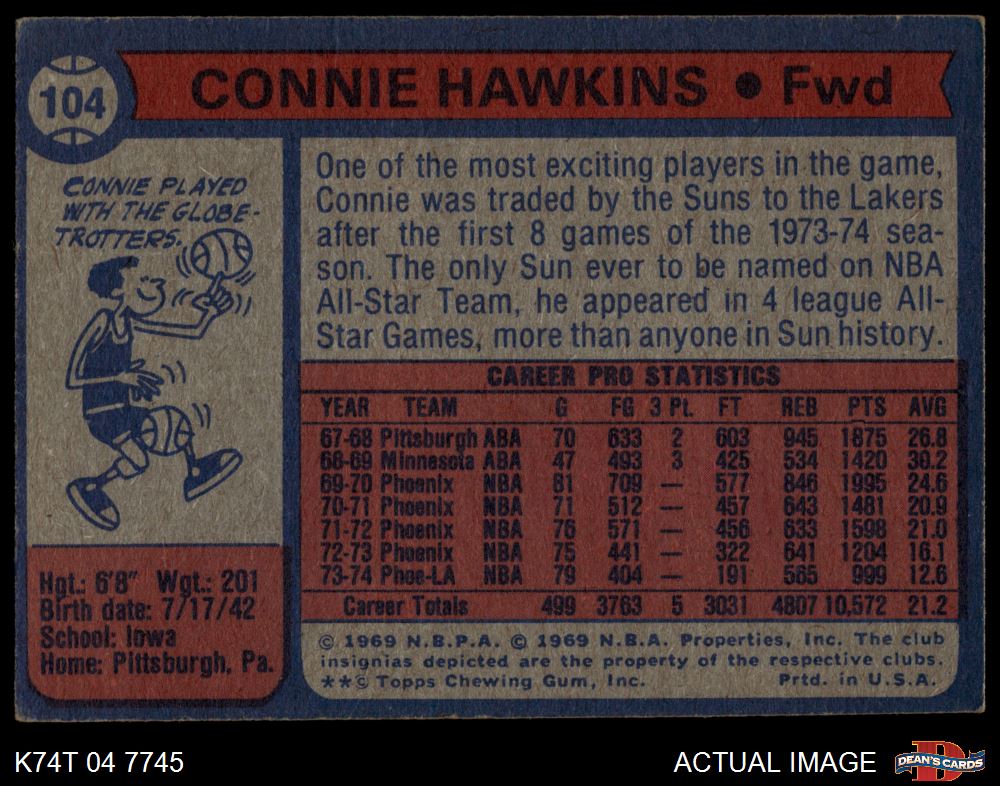 104
CONNIE HAWKINS ● Fwd
CONNIE PLAYED
WITH THE GLOBE-
TROTTERS.
One of the most exciting players in the game,
Connie was traded by the Suns to the Lakers
after the first 8 games of the 1973-74 sea-
son. The only Sun ever to be named on NBA
All-Star Team, he appeared in 4 league All-
Star Games, more than anyone in Sun history.
CAREER PRO STATISTICS
YEAR TEAM G FG 3 Pt. FT REB PTS AVG
67-68 Pittsburgh ABA 70 633 2 603 945 1875 26.8
68-69 Minnesota ABA 47 493 3 425 534 1420 30.2
69-70 Phoenix NBA 81 709 — 577 846 1995 24.6
70-71 Phoenix NBA 71 512 — 457 643 1481 20.9
71-72 Phoenix NBA 76 571 — 456 633 1598 21.0
72-73 Phoenix NBA 75 441 — 322 641 1204 16.1
73-74 Phoe-LA NBA 79 404 — 191 565 999 12.6
Career Totals 499 3763 5 3031 4807 10,572 21.2
Hgt.: 6'8" Wgt.: 201
Birth date: 7/17/42
School: Iowa
Home: Pittsburgh, Pa.
© 1969 N.B.P.A. © 1969 N.B.A. Properties, Inc. The club
insignias depicted are the property of the respective clubs.
**© Topps Chewing Gum, Inc. Prtd. in U.S.A.
K74T 04 7745
ACTUAL IMAGE
D
DEAN'S CARDS